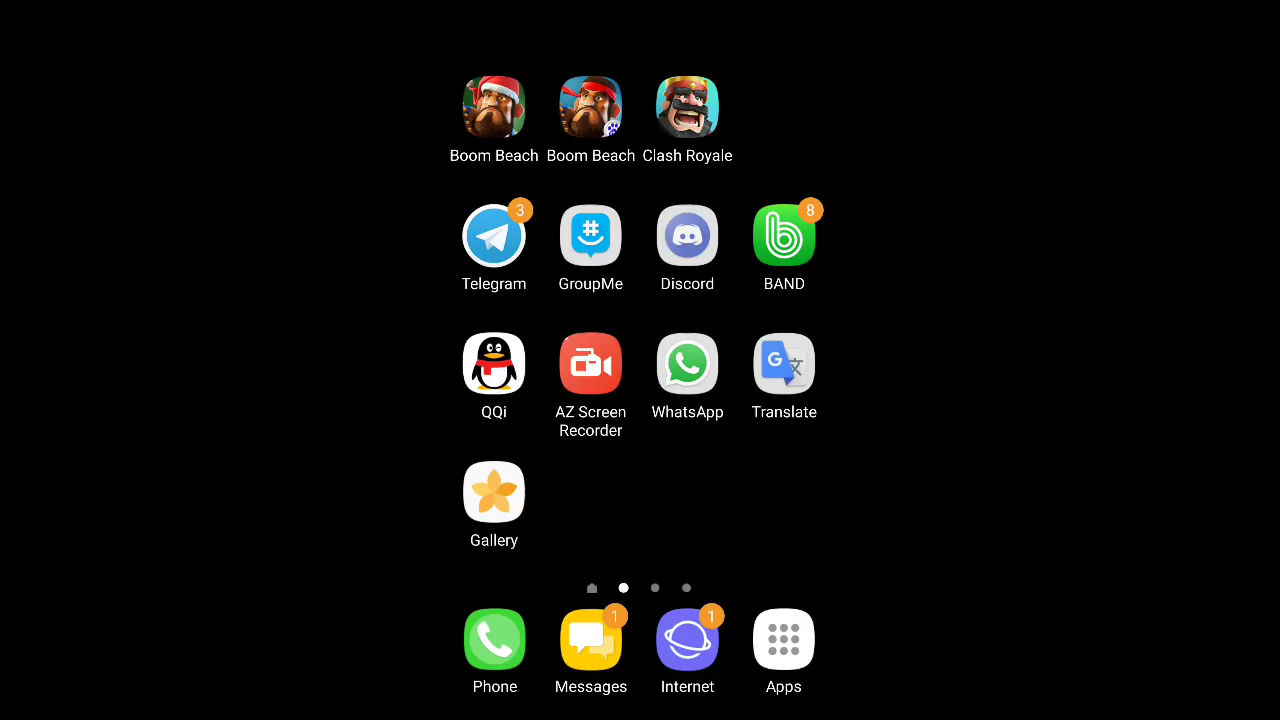 Boom Beach Boom Beach Clash Royale
3 8
Telegram GroupMe Discord BAND
QQi AZ Screen Recorder WhatsApp Translate
Gallery
1 1
Phone Messages Internet Apps